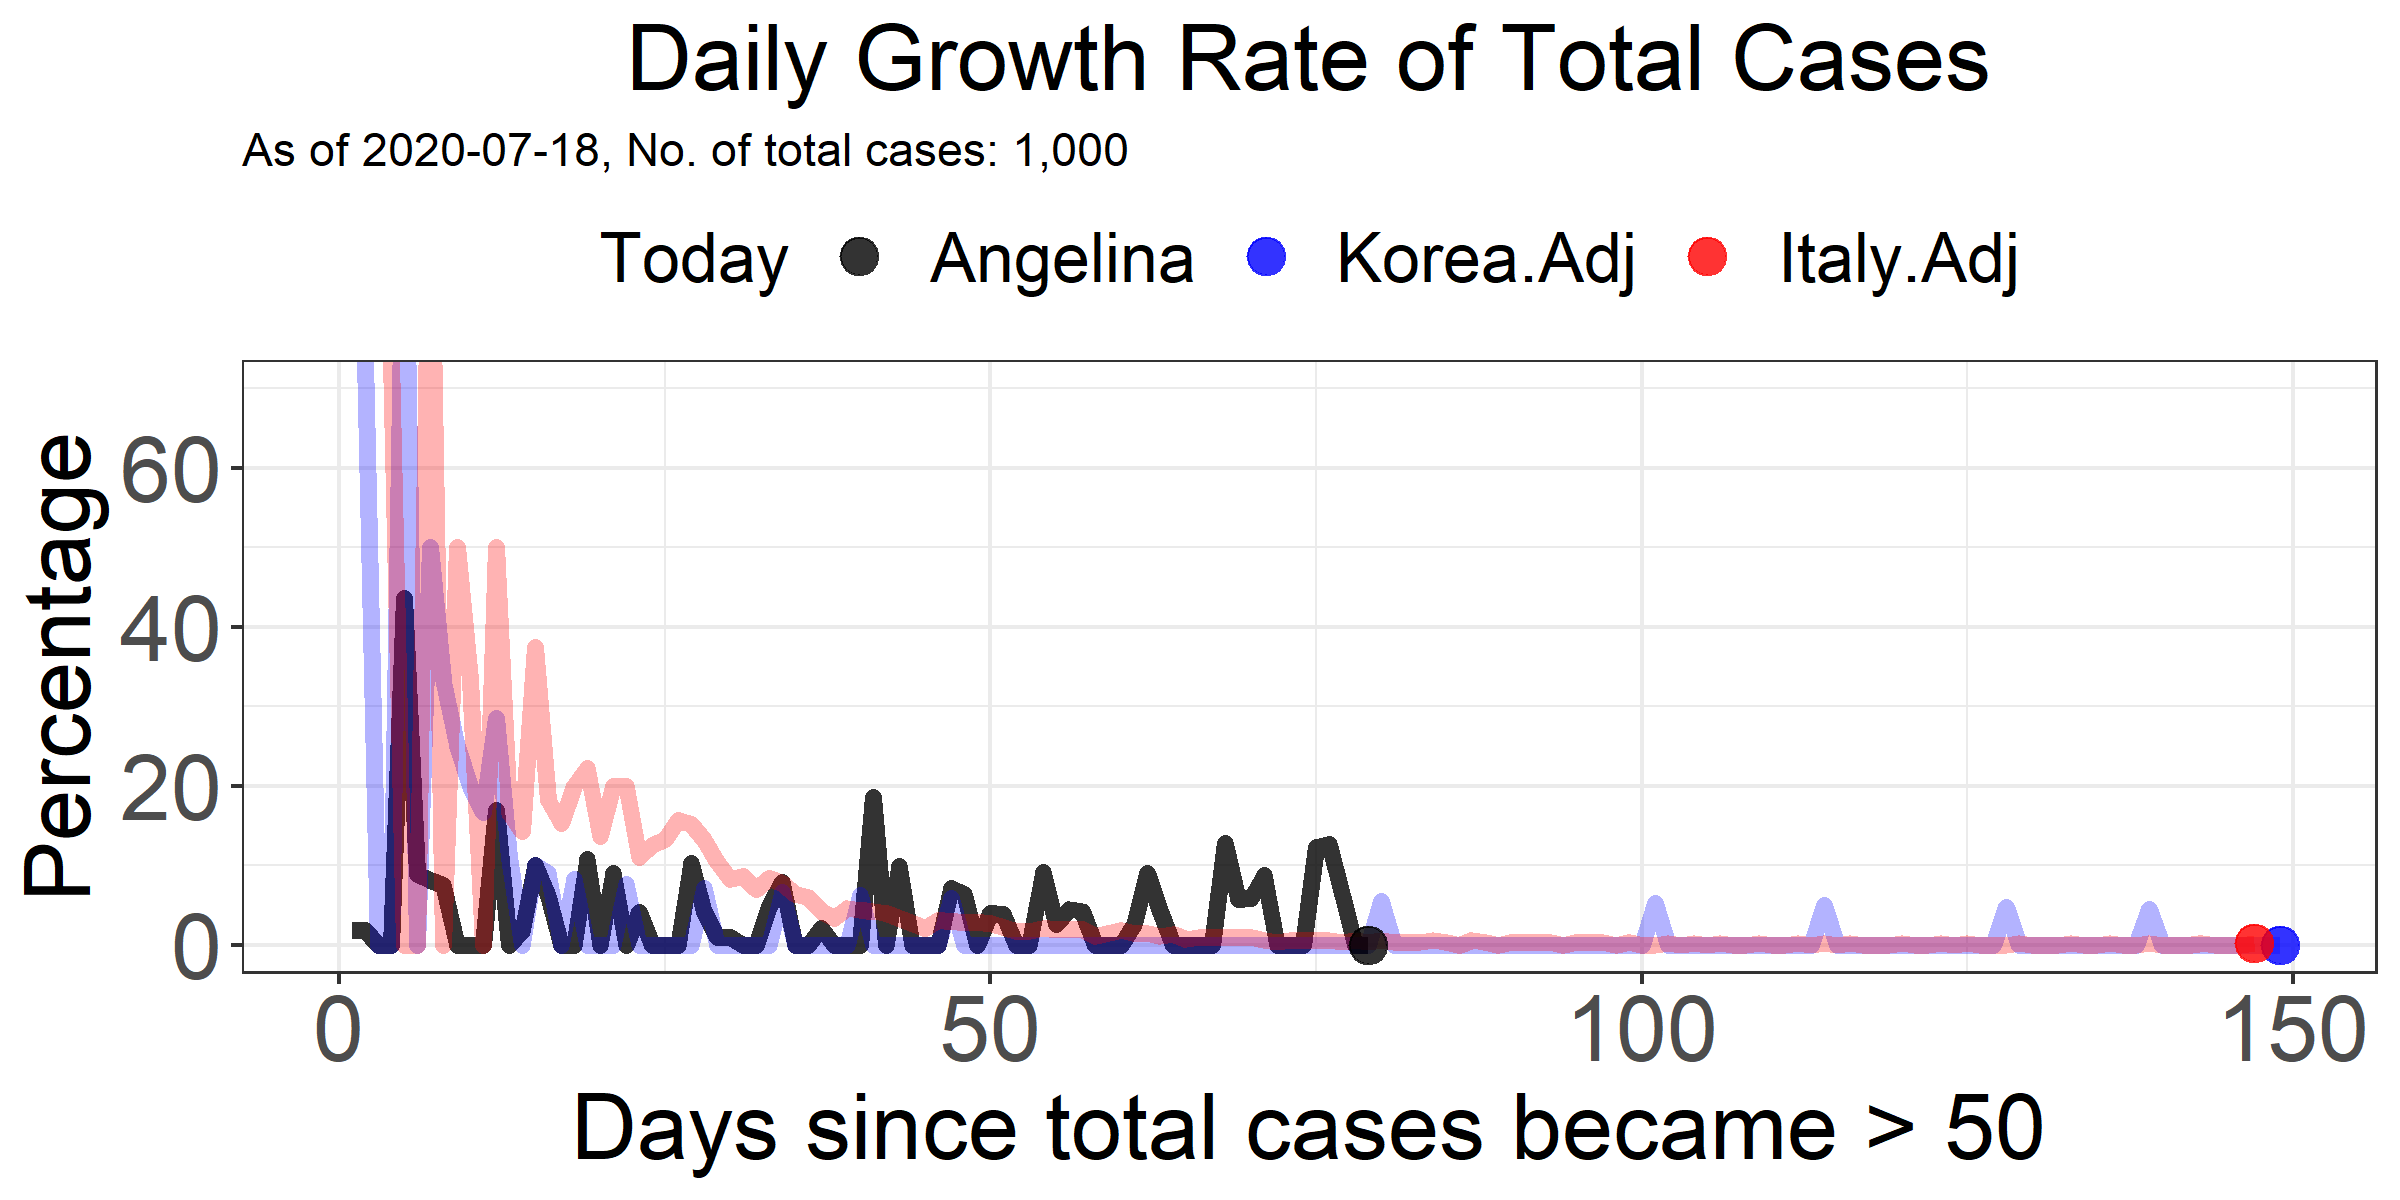 Daily Growth Rate of Total Cases
As of 2020-07-18, No. of total cases: 1,000
Today Angelina Korea.Adj Italy.Adj
Percentage
60
40
20
0
0 50 100 150
Days since total cases became > 50